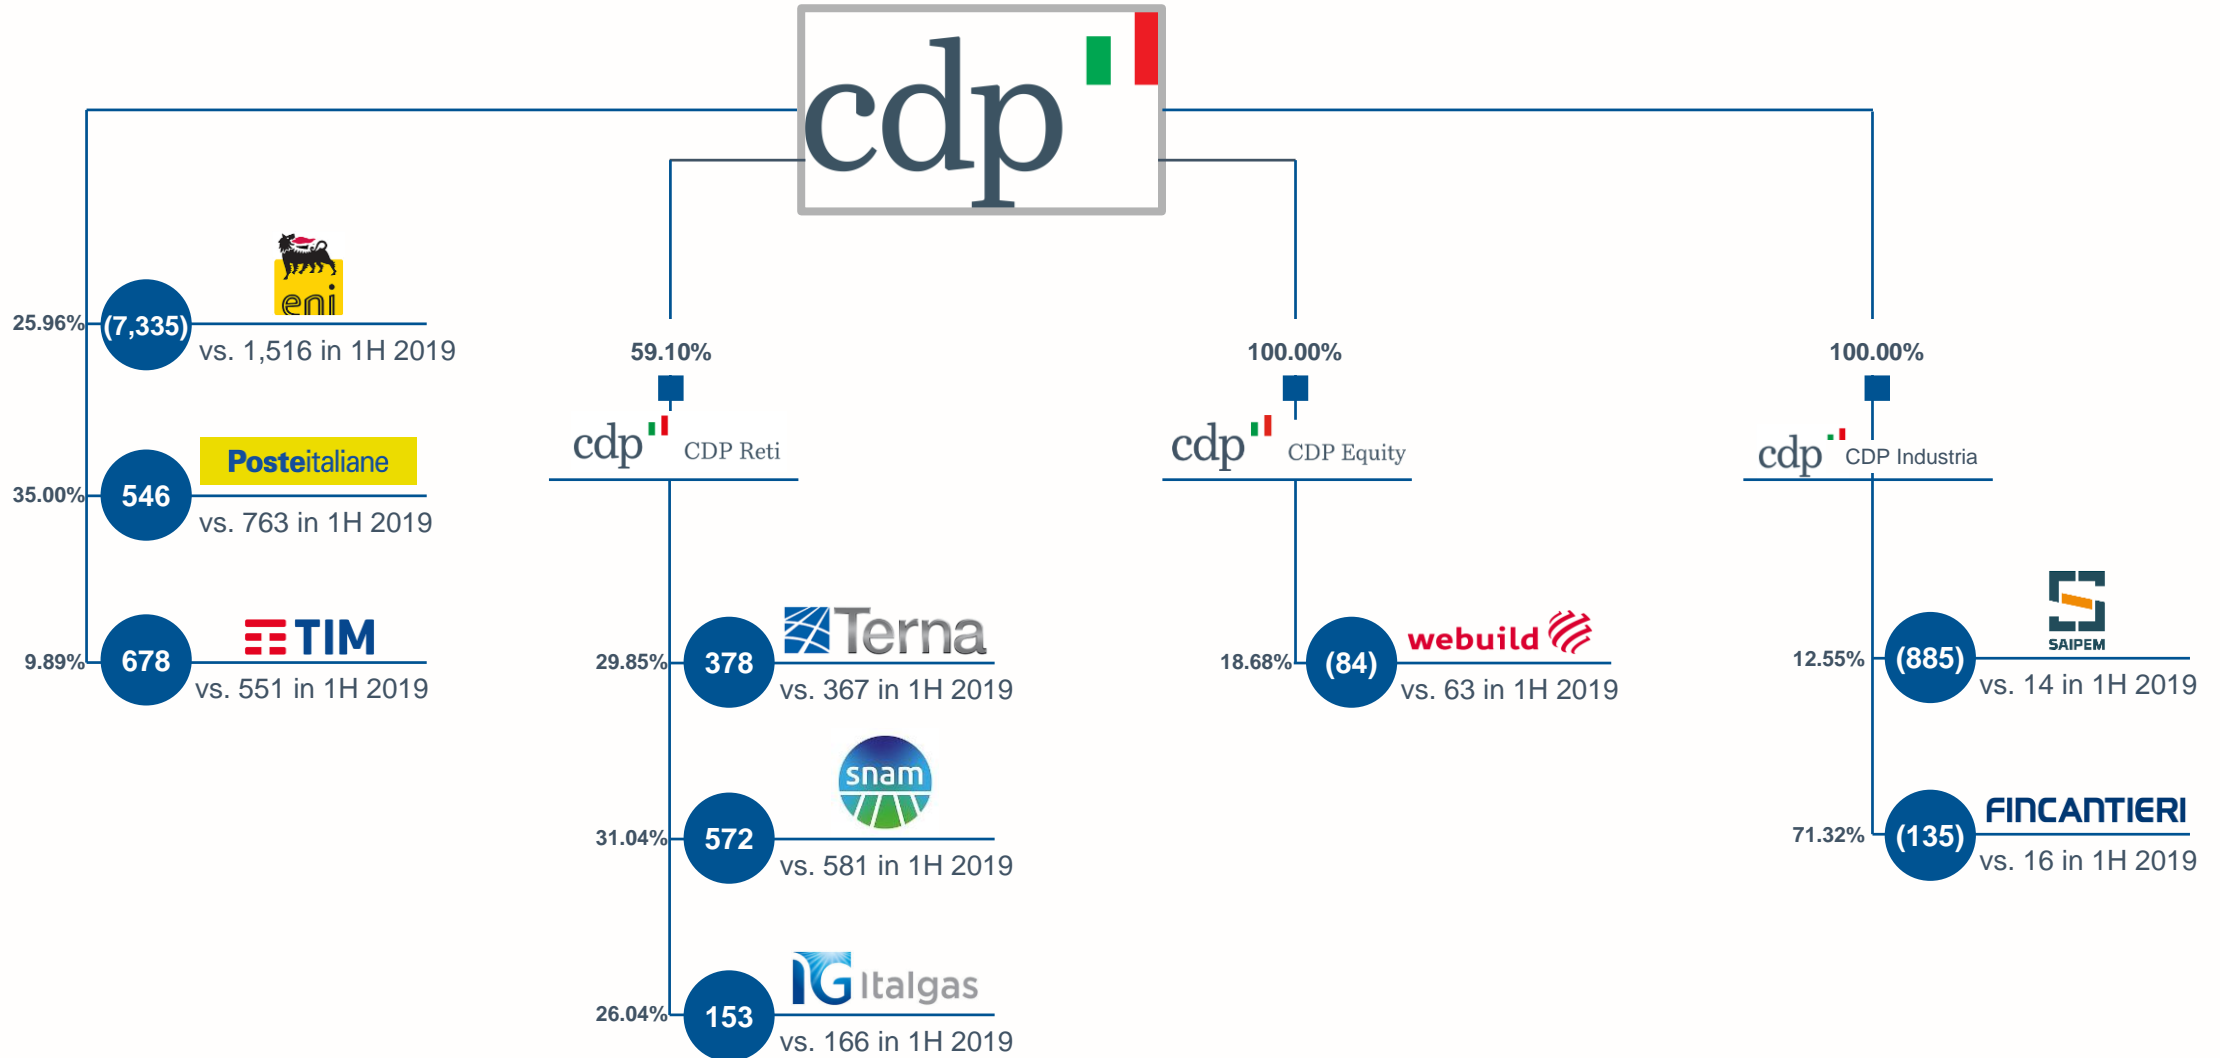 cdp
eni
25.96%
(7,335)
vs. 1,516 in 1H 2019
Posteitaliane
35.00%
546
vs. 763 in 1H 2019
TIM
9.89%
678
vs. 551 in 1H 2019
59.10%
cdp CDP Reti
Terna
29.85%
378
vs. 367 in 1H 2019
snam
31.04%
572
vs. 581 in 1H 2019
IG Italgas
26.04%
153
vs. 166 in 1H 2019
100.00%
cdp CDP Equity
webuild
18.68%
(84)
vs. 63 in 1H 2019
100.00%
cdp CDP Industria
SAIPEM
12.55%
(885)
vs. 14 in 1H 2019
FINCANTIERI
71.32%
(135)
vs. 16 in 1H 2019